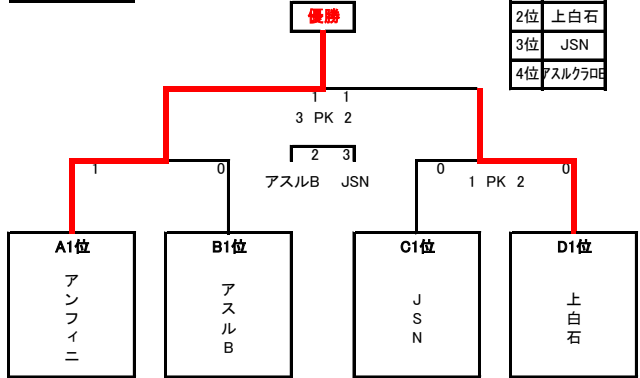 優勝
2位 上白石
3位 JSN
4位 アスルクラロB
1 1
3 PK 2
2 3
アスルB JSN
1 0
0 0
1 PK 2
A1位 B1位 C1位 D1位
アンフィニ
アスルB
JSN
上白石